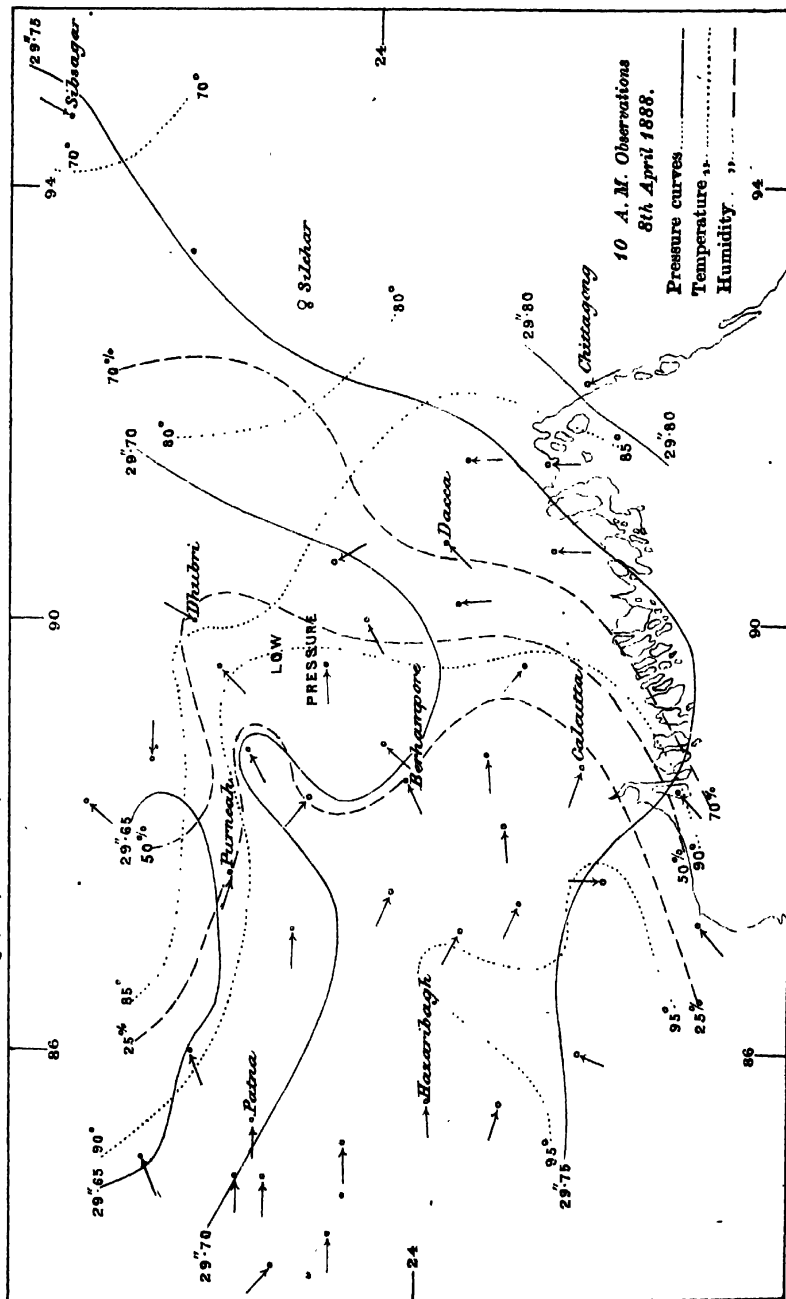 86
90
94
29".65
90°
25%
85°
29".65
50%
29".70
80°
70%
70°
29".75
Sibsagar
Dhubri
Purneah
29".70
Patna
LOW
PRESSURE
70°
Silchar
80°
24
Hazaribagh
Berhampore
Dacca
24
95°
29".75
Calcutta
29".80
Chittagong
85°
29".80
95°
25%
50%
90°
70%
10 A.M. Observations
8th April 1888.
Pressure curves
Temperature „
Humidity „
86
90
94